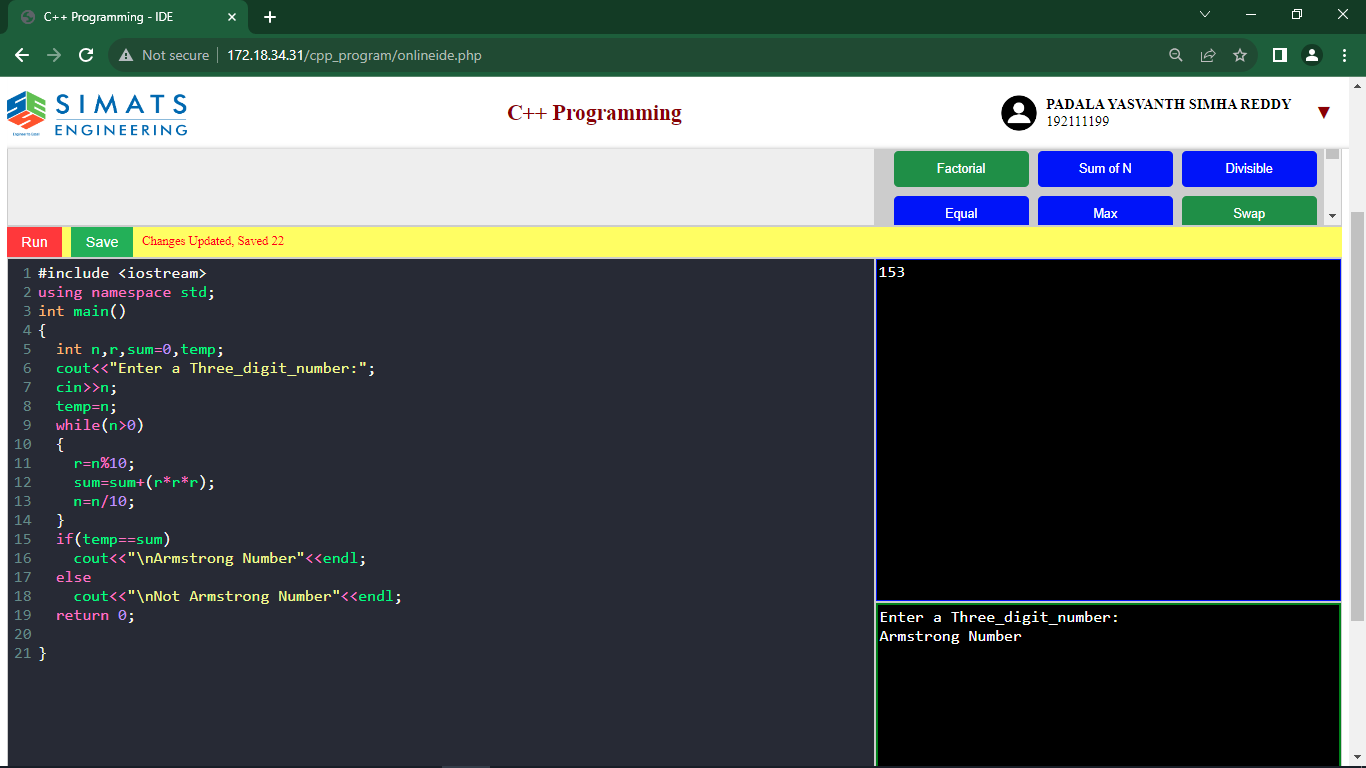 C++ Programming - IDE
Not secure 172.18.34.31/cpp_program/onlineide.php
SIMATS
ENGINEERING
C++ Programming
PADALA YASVANTH SIMHA REDDY
192111199
Factorial Sum of N Divisible
Equal Max Swap
Run Save Changes Updated, Saved 22
1 #include <iostream>
2 using namespace std;
3 int main()
4 {
5   int n,r,sum=0,temp;
6   cout<<"Enter a Three_digit_number:";
7   cin>>n;
8   temp=n;
9   while(n>0)
10   {
11     r=n%10;
12     sum=sum+(r*r*r);
13     n=n/10;
14   }
15   if(temp==sum)
16     cout<<"\nArmstrong Number"<<endl;
17   else
18     cout<<"\nNot Armstrong Number"<<endl;
19   return 0;
20
21 }
153
Enter a Three_digit_number:
Armstrong Number